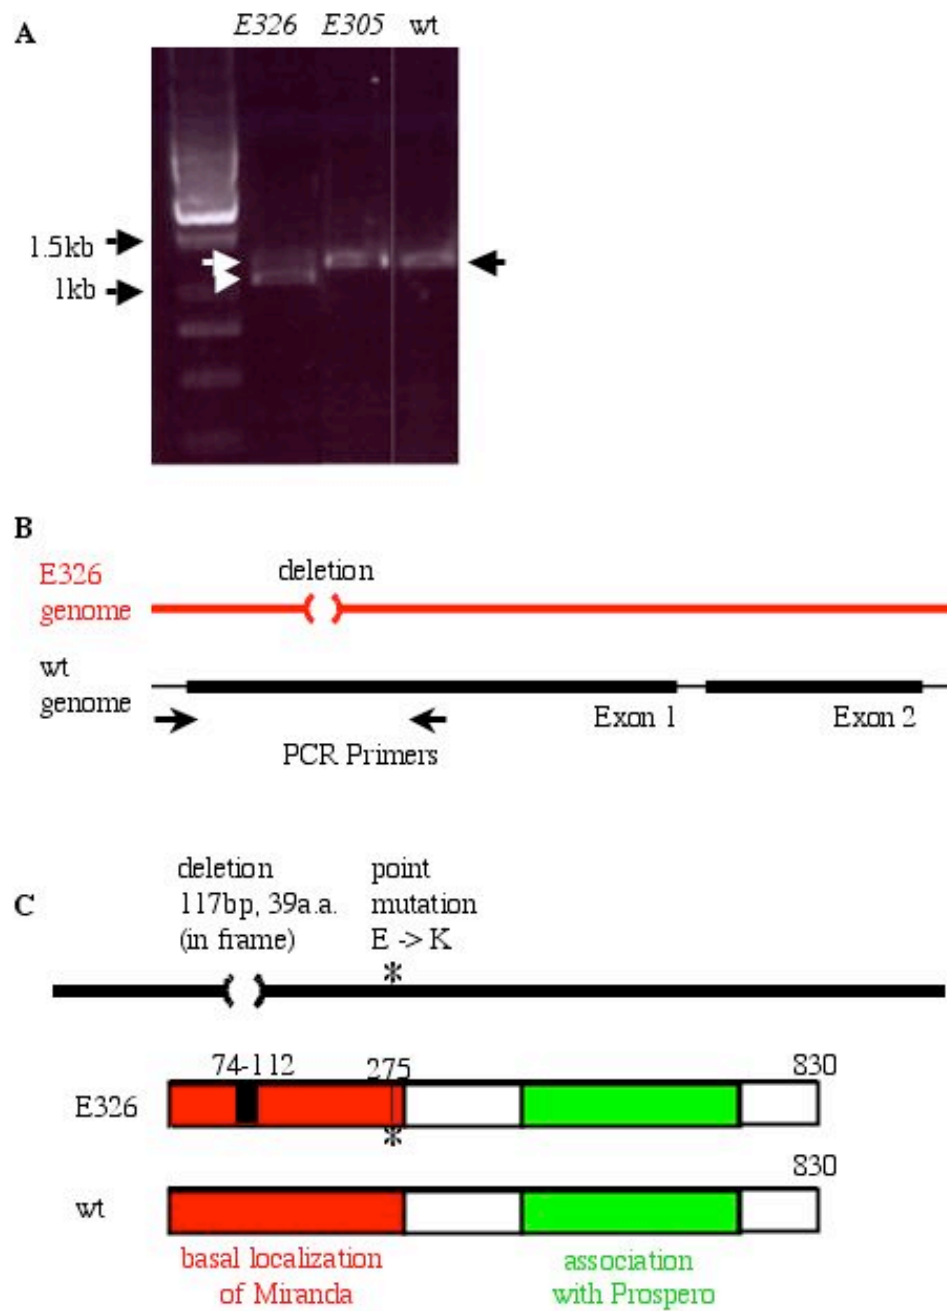 A
E326 E305 wt
1.5kb
1kb
B
E326
genome
deletion
wt
genome
Exon 1
Exon 2
PCR Primers
C
deletion
117bp, 39a.a.
(in frame)
point
mutation
E -> K
*
74-112
275
830
E326
*
830
wt
basal localization
of Miranda
association
with Prospero